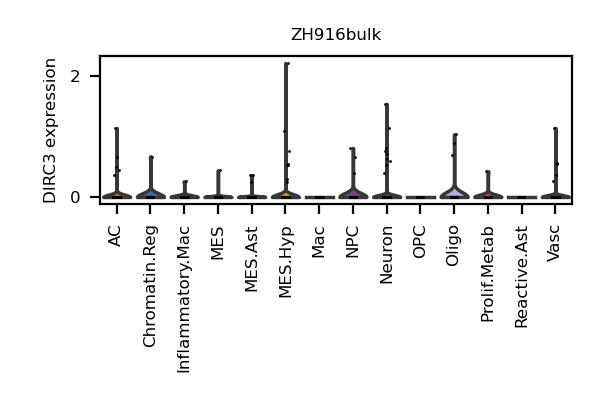 ZH916bulk
DIRC3 expression
2
0
AC
Chromatin.Reg
Inflammatory.Mac
MES
MES.Ast
MES.Hyp
Mac
NPC
Neuron
OPC
Oligo
Prolif.Metab
Reactive.Ast
Vasc